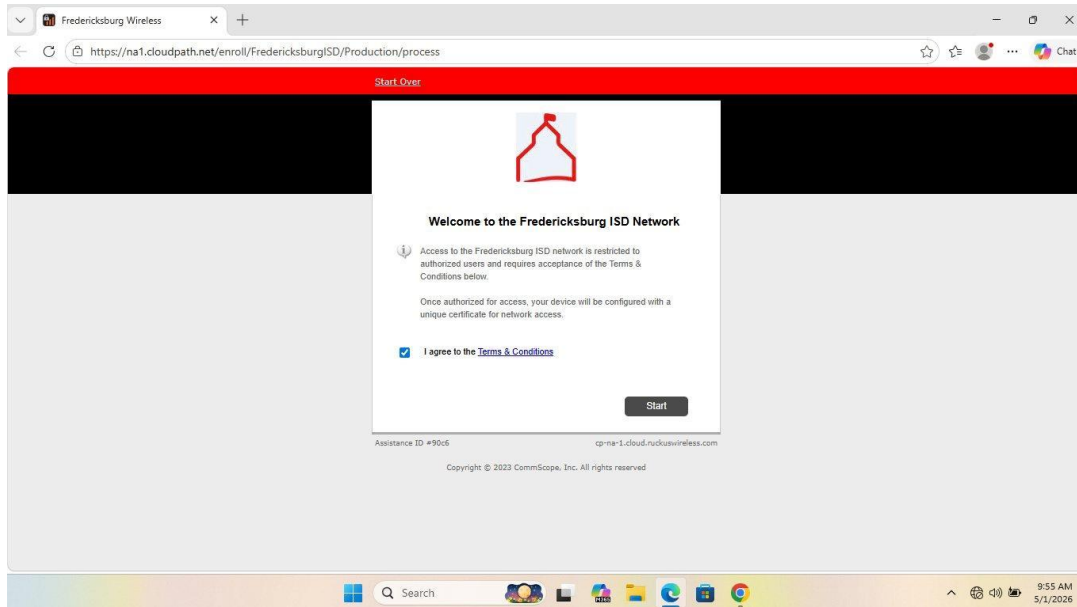 Fredericksburg Wireless
https://na1.cloudpath.net/enroll/FredericksburgISD/Production/process
Chat
Start Over
Welcome to the Fredericksburg ISD Network
Access to the Fredericksburg ISD network is restricted to
authorized users and requires acceptance of the Terms &
Conditions below.
Once authorized for access, your device will be configured with a
unique certificate for network access.
I agree to the Terms & Conditions
Start
Assistance ID #90c6 cp-na-1.cloud.ruckuswireless.com
Copyright © 2023 CommScope, Inc. All rights reserved
Search
9:55 AM
5/1/2026